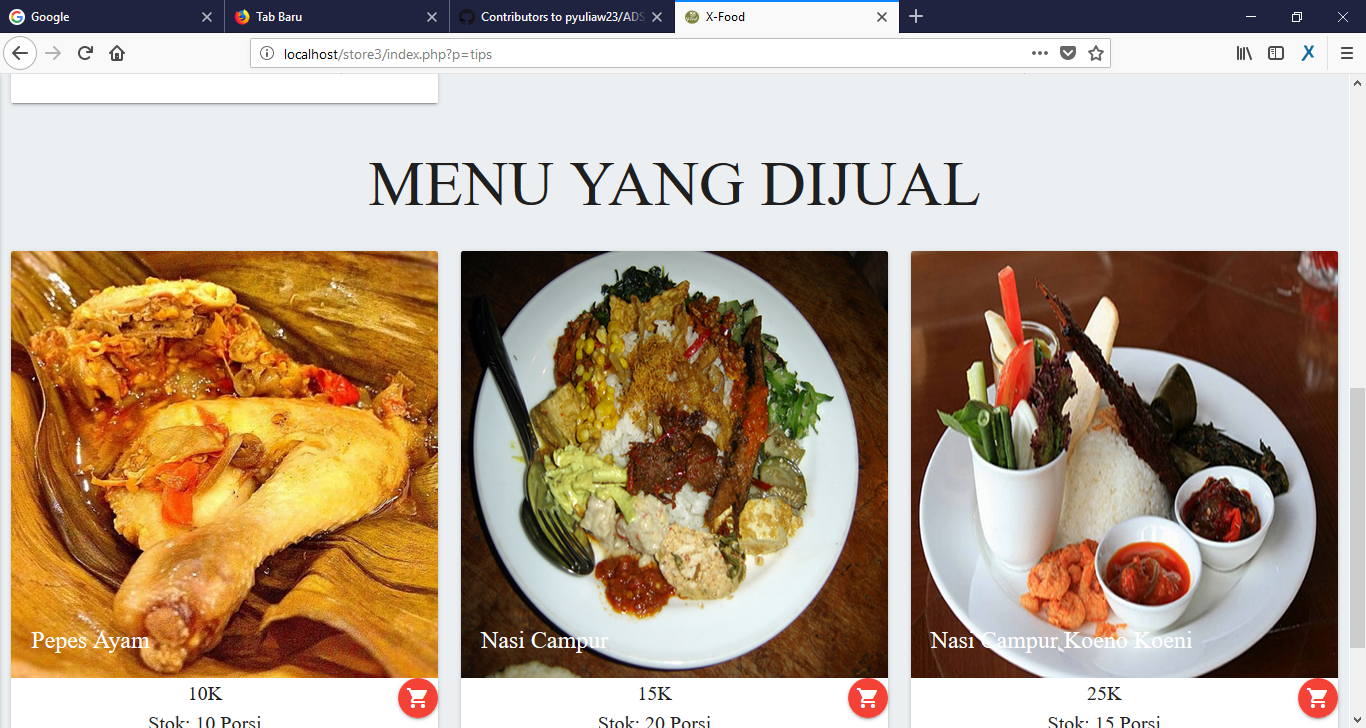 Google
Tab Baru
Contributors to pyuliaw23/ADS
X-Food
localhost/store3/index.php?p=tips
MENU YANG DIJUAL
Pepes Ayam
Nasi Campur
Nasi Campur Koeno Koeni
10K
15K
25K
Stok: 10 Porsi
Stok: 20 Porsi
Stok: 15 Porsi